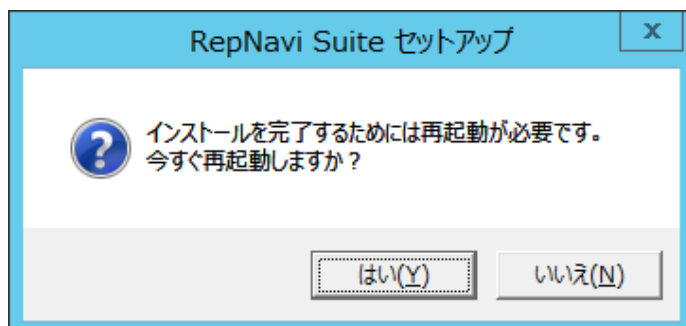 RepNavi Suite セットアップ
x
インストールを完了するためには再起動が必要です。
今すぐ再起動しますか？
はい(Y)
いいえ(N)